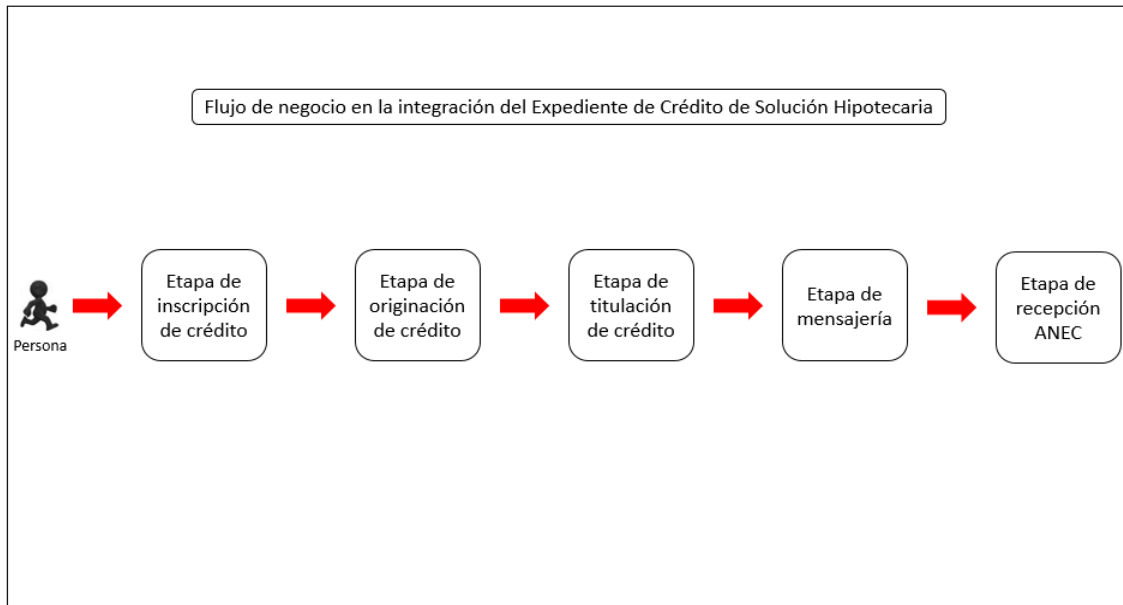 Flujo de negocio en la integración del Expediente de Crédito de Solución Hipotecaria
Persona
Etapa de
inscripción
de crédito
Etapa de
originación
de crédito
Etapa de
titulación
de crédito
Etapa de
mensajería
Etapa de
recepción
ANEC